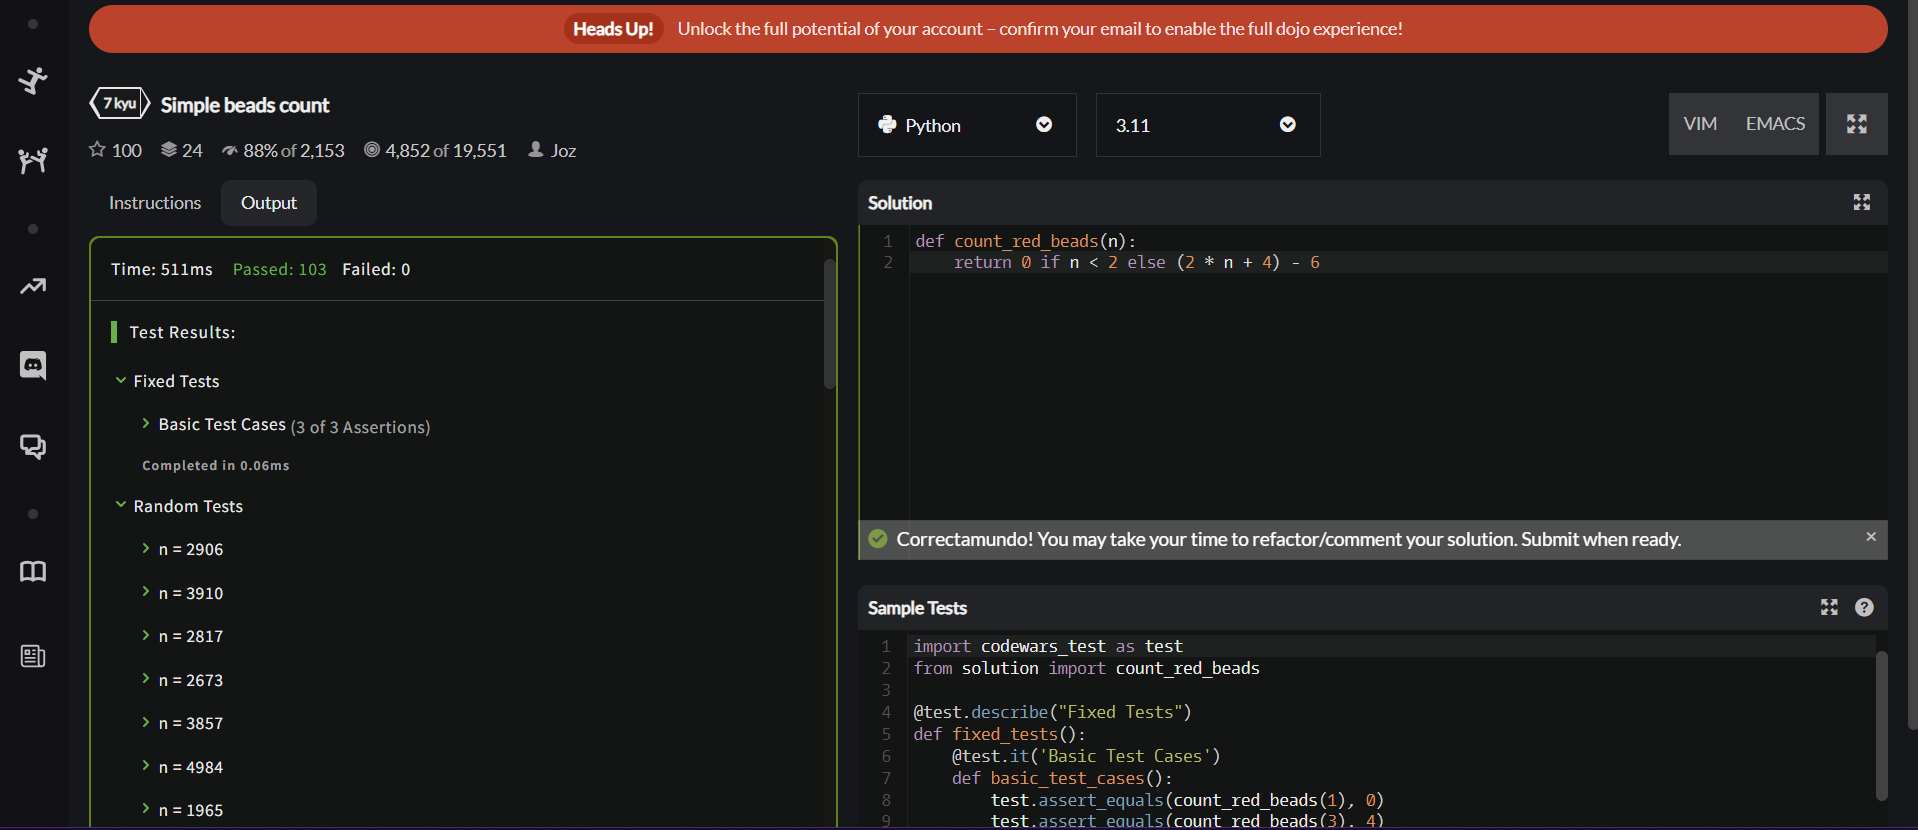 Heads Up! Unlock the full potential of your account – confirm your email to enable the full dojo experience!
7 kyu Simple beads count
100 24 88% of 2,153 4,852 of 19,551 Joz
Instructions Output
Time: 511ms Passed: 103 Failed: 0
Test Results:
Fixed Tests
Basic Test Cases (3 of 3 Assertions)
Completed in 0.06ms
Random Tests
n = 2906
n = 3910
n = 2817
n = 2673
n = 3857
n = 4984
n = 1965
Python 3.11 VIM EMACS
Solution
1 def count_red_beads(n):
2 return 0 if n < 2 else (2 * n + 4) - 6
Correctamundo! You may take your time to refactor/comment your solution. Submit when ready. ×
Sample Tests ?
1 import codewars_test as test
2 from solution import count_red_beads
3
4 @test.describe("Fixed Tests")
5 def fixed_tests():
6 @test.it('Basic Test Cases')
7 def basic_test_cases():
8 test.assert_equals(count_red_beads(1), 0)
9 test.assert_equals(count_red_beads(3), 4)